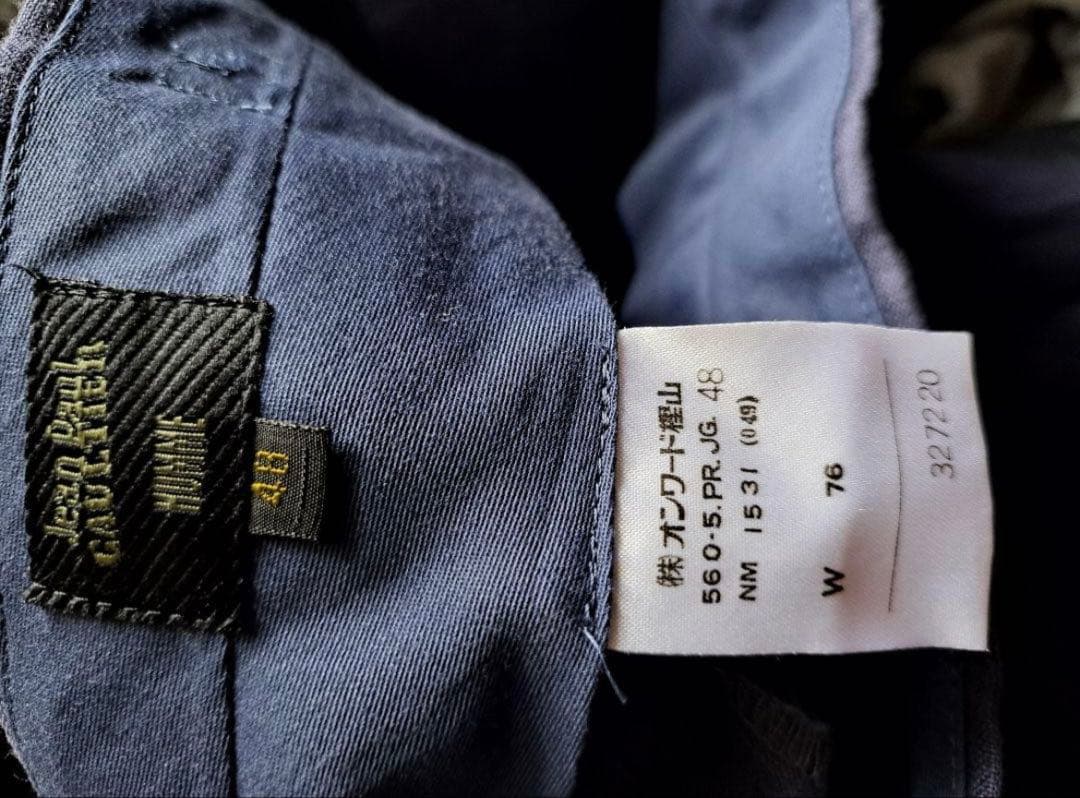 Jean Paul
GAULTIER
HOMME
48
㈱オンワード樫山
560-5.PR.JG. 48
NM 1531 (049)
W 76
327220